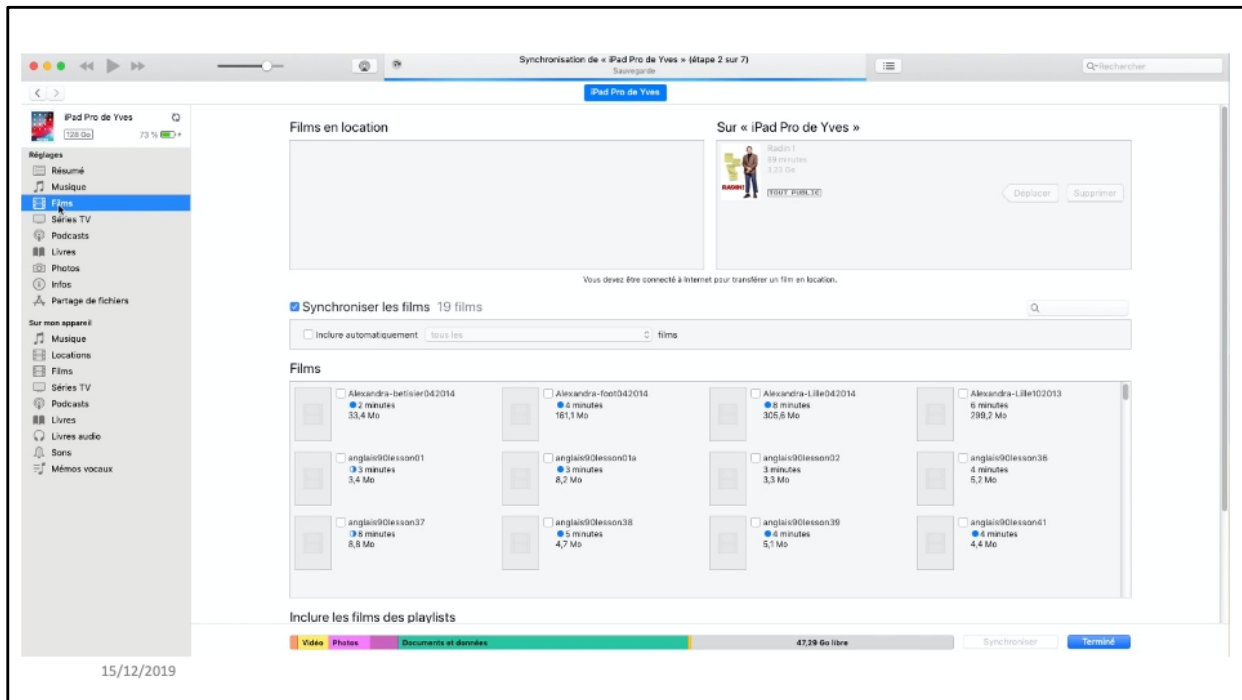 Synchronisation de « iPad Pro de Yves » (étape 2 sur 7)
Sauvegarde
Rechercher
iPad Pro de Yves
iPad Pro de Yves
128 Go
73 %
Réglages
Résumé
Musique
Films
Séries TV
Podcasts
Livres
Photos
Infos
Partage de fichiers
Sur mon appareil
Musique
Locations
Films
Séries TV
Podcasts
Livres
Livres audio
Sons
Mémos vocaux
Films en location
Sur « iPad Pro de Yves »
RADIN!
Radin !
89 minutes
3,23 Go
TOUT PUBLIC
Déplacer
Supprimer
Vous devez être connecté à Internet pour transférer un film en location.
Synchroniser les films 19 films
Inclure automatiquement tous les films
Films
Alexandra-betisier042014
2 minutes
33,4 Mo
Alexandra-foot042014
4 minutes
161,1 Mo
Alexandra-Lille042014
8 minutes
305,6 Mo
Alexandra-Lille102013
6 minutes
299,2 Mo
anglais90lesson01
3 minutes
3,4 Mo
anglais90lesson01a
3 minutes
8,2 Mo
anglais90lesson02
3 minutes
3,3 Mo
anglais90lesson36
4 minutes
5,2 Mo
anglais90lesson37
6 minutes
8,8 Mo
anglais90lesson38
5 minutes
4,7 Mo
anglais90lesson39
4 minutes
5,1 Mo
anglais90lesson41
4 minutes
4,4 Mo
Inclure les films des playlists
Vidéo Photos Documents et données 47,29 Go libre
Synchroniser
Terminé
15/12/2019